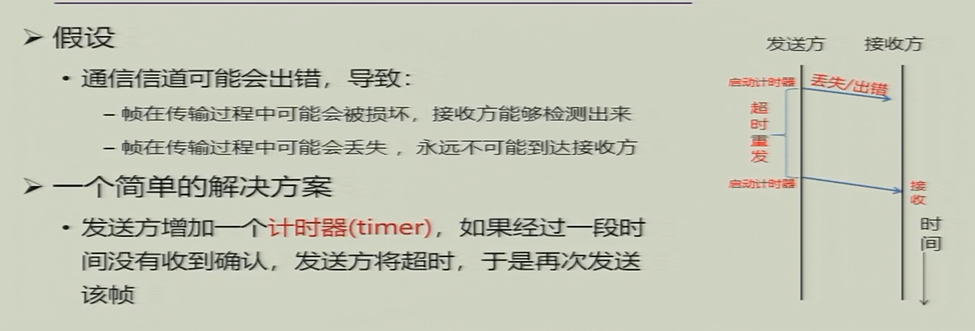 ➢ 假设
• 通信信道可能会出错，导致：
– 帧在传输过程中可能会被损坏，接收方能够检测出来
– 帧在传输过程中可能会丢失 ，永远不可能到达接收方
➢ 一个简单的解决方案
• 发送方增加一个计时器(timer)，如果经过一段时
间没有收到确认，发送方将超时，于是再次发送
该帧
发送方 接收方
启动计时器
丢失/出错
超
时
重
发
启动计时器
接
收
时
间